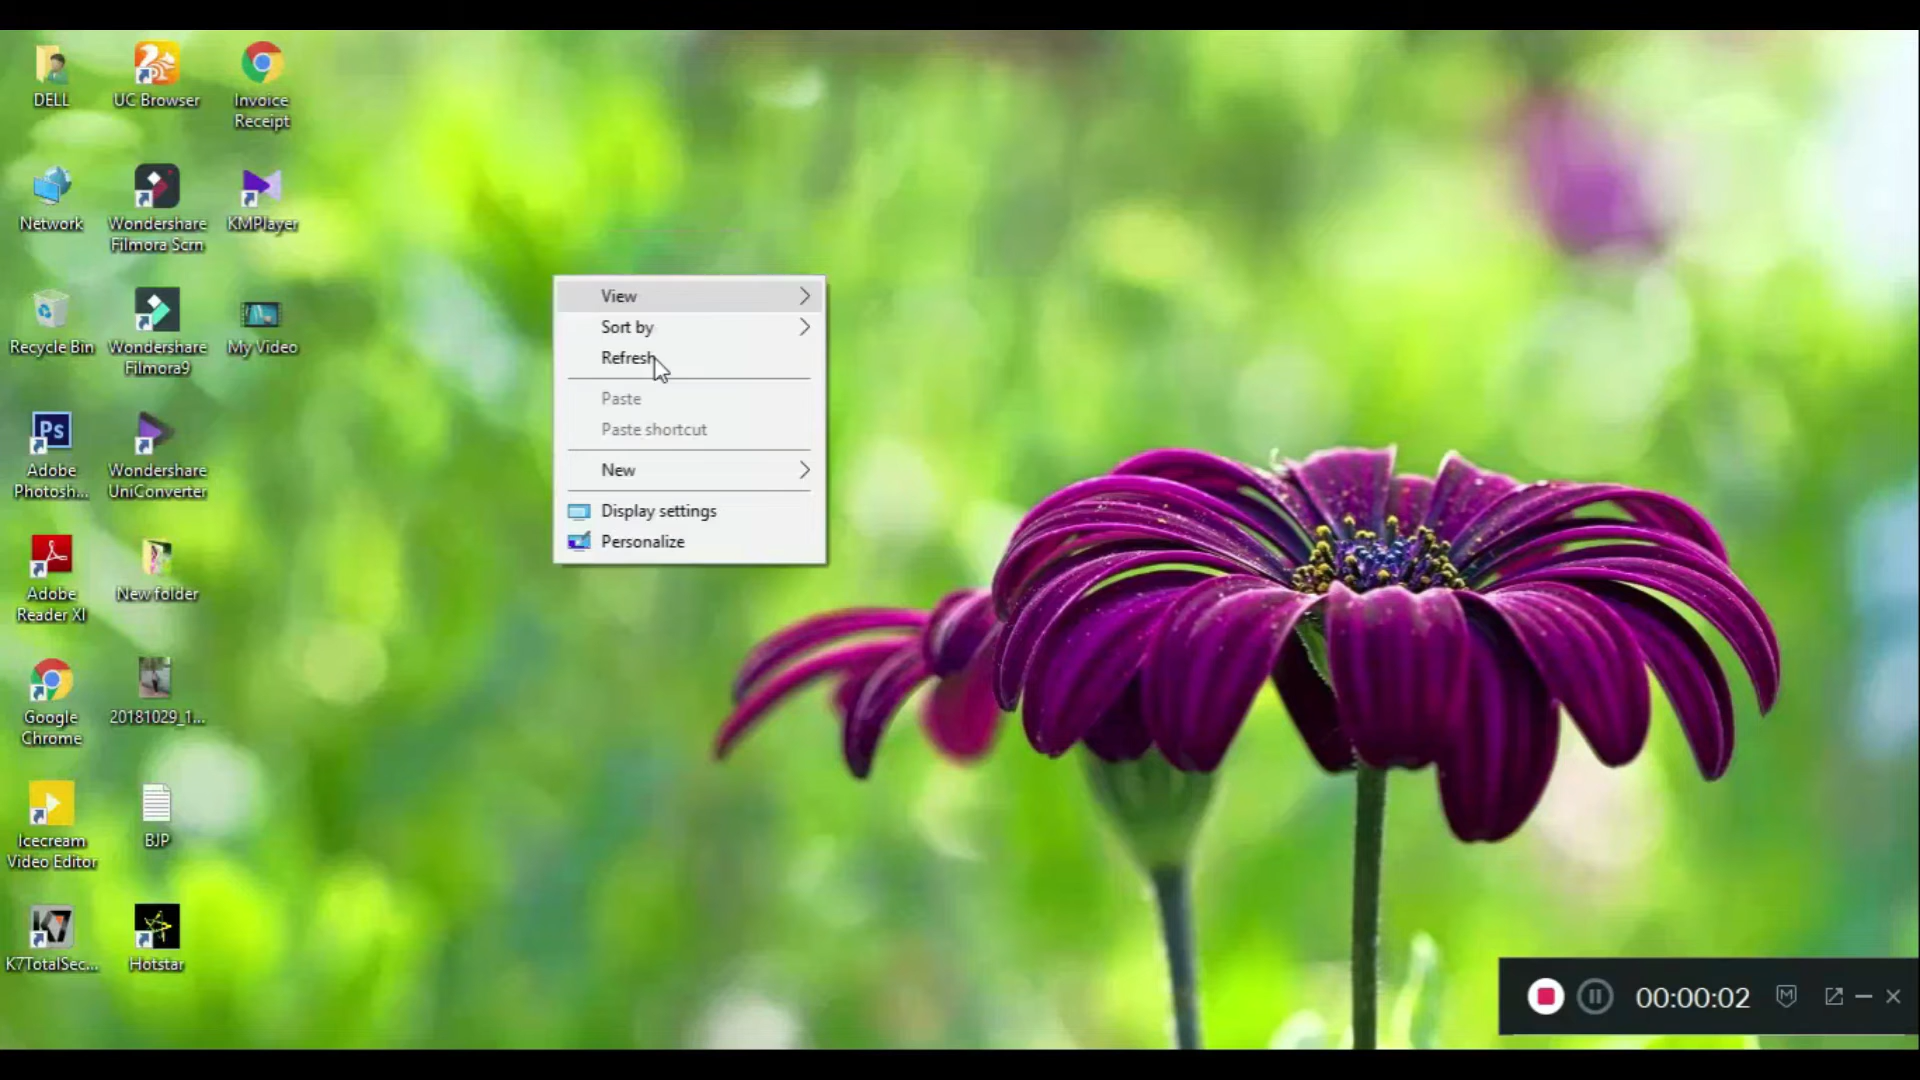 DELL
UC Browser
Invoice
Receipt
Network
Wondershare
Filmora Scrn
KMPlayer
Recycle Bin
Wondershare
Filmora9
My Video
Ps
Adobe
Photosh...
Wondershare
UniConverter
Adobe
Reader XI
New folder
Google
Chrome
20181029_1...
Icecream
Video Editor
BJP
K7
K7TotalSec...
Hotstar
View
Sort by
Refresh
Paste
Paste shortcut
New
Display settings
Personalize
00:00:02